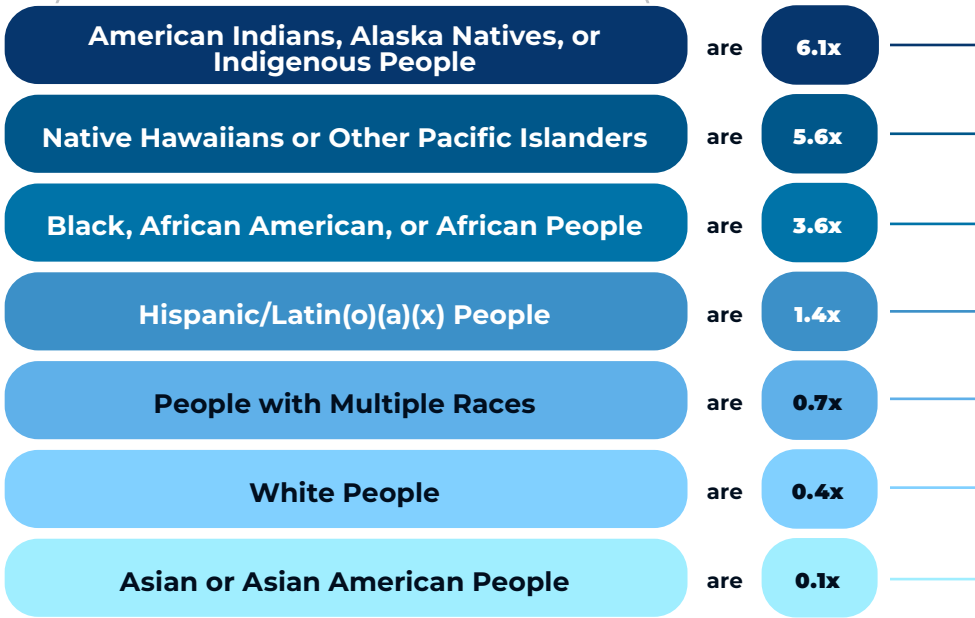 American Indians, Alaska Natives, or
Indigenous People are 6.1x
Native Hawaiians or Other Pacific Islanders are 5.6x
Black, African American, or African People are 3.6x
Hispanic/Latin(o)(a)(x) People are 1.4x
People with Multiple Races are 0.7x
White People are 0.4x
Asian or Asian American People are 0.1x